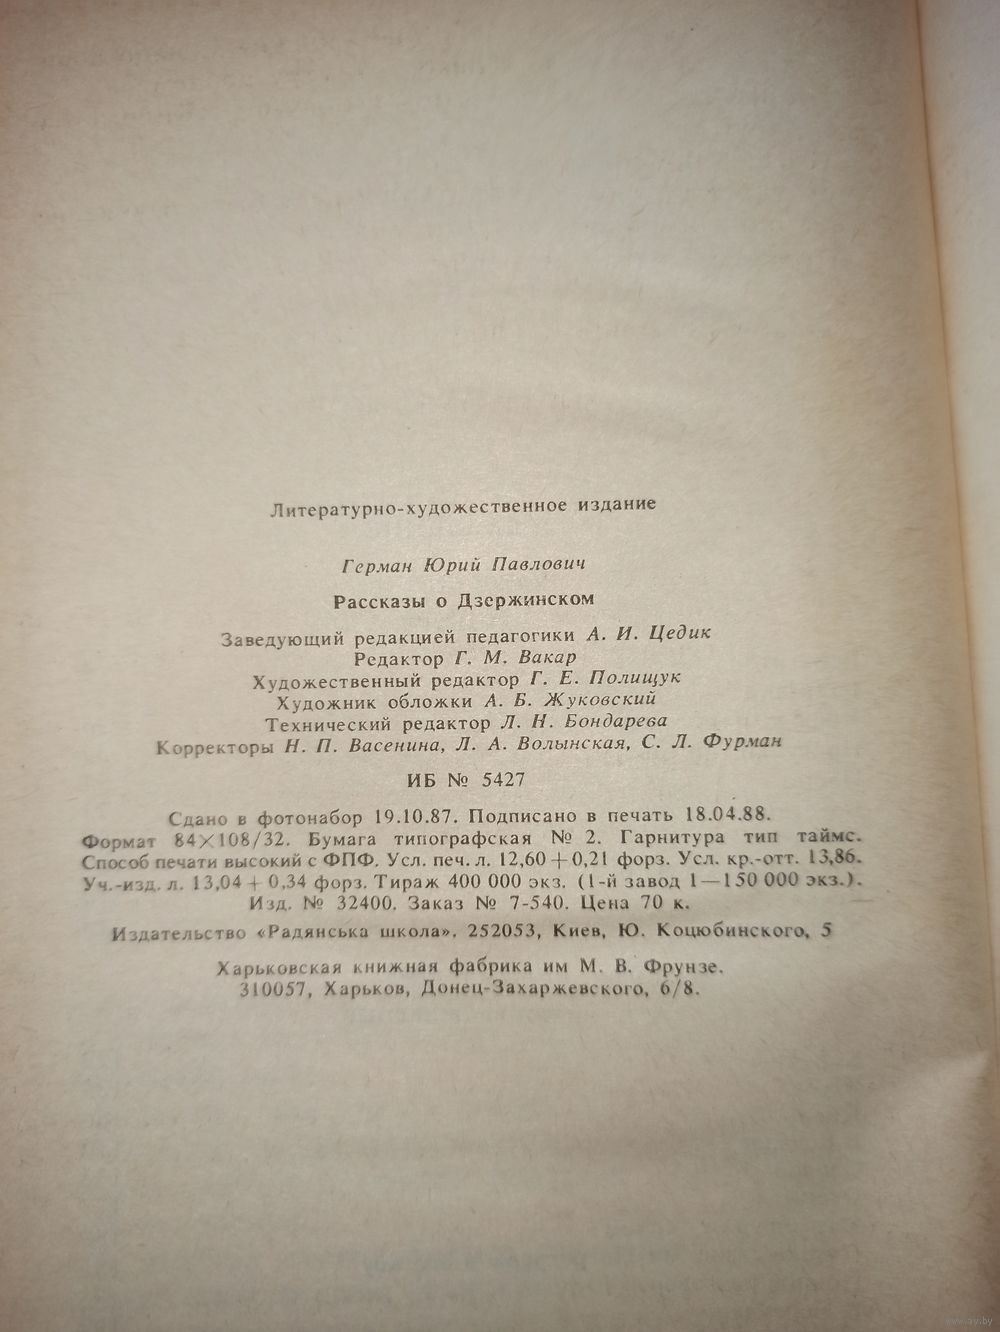 Литературно-художественное издание
Герман Юрий Павлович
Рассказы о Дзержинском
Заведующий редакцией педагогики А. И. Цедик
Редактор Г. М. Вакар
Художественный редактор Г. Е. Полищук
Художник обложки А. Б. Жуковский
Технический редактор Л. Н. Бондарева
Корректоры Н. П. Васенина, Л. А. Волынская, С. Л. Фурман
ИБ № 5427
Сдано в фотонабор 19.10.87. Подписано в печать 18.04.88.
Формат 84×108/32. Бумага типографская № 2. Гарнитура тип таймс.
Способ печати высокий с ФПФ. Усл. печ. л. 12,60+0,21 форз. Усл. кр.-отт. 13,86.
Уч.-изд. л. 13,04+0,34 форз. Тираж 400 000 экз. (1-й завод 1—150 000 экз.).
Изд. № 32400. Заказ № 7-540. Цена 70 к.
Издательство «Радянська школа». 252053, Киев, Ю. Коцюбинского, 5
Харьковская книжная фабрика им М. В. Фрунзе.
310057, Харьков, Донец-Захаржевского, 6/8.
www.ay.by